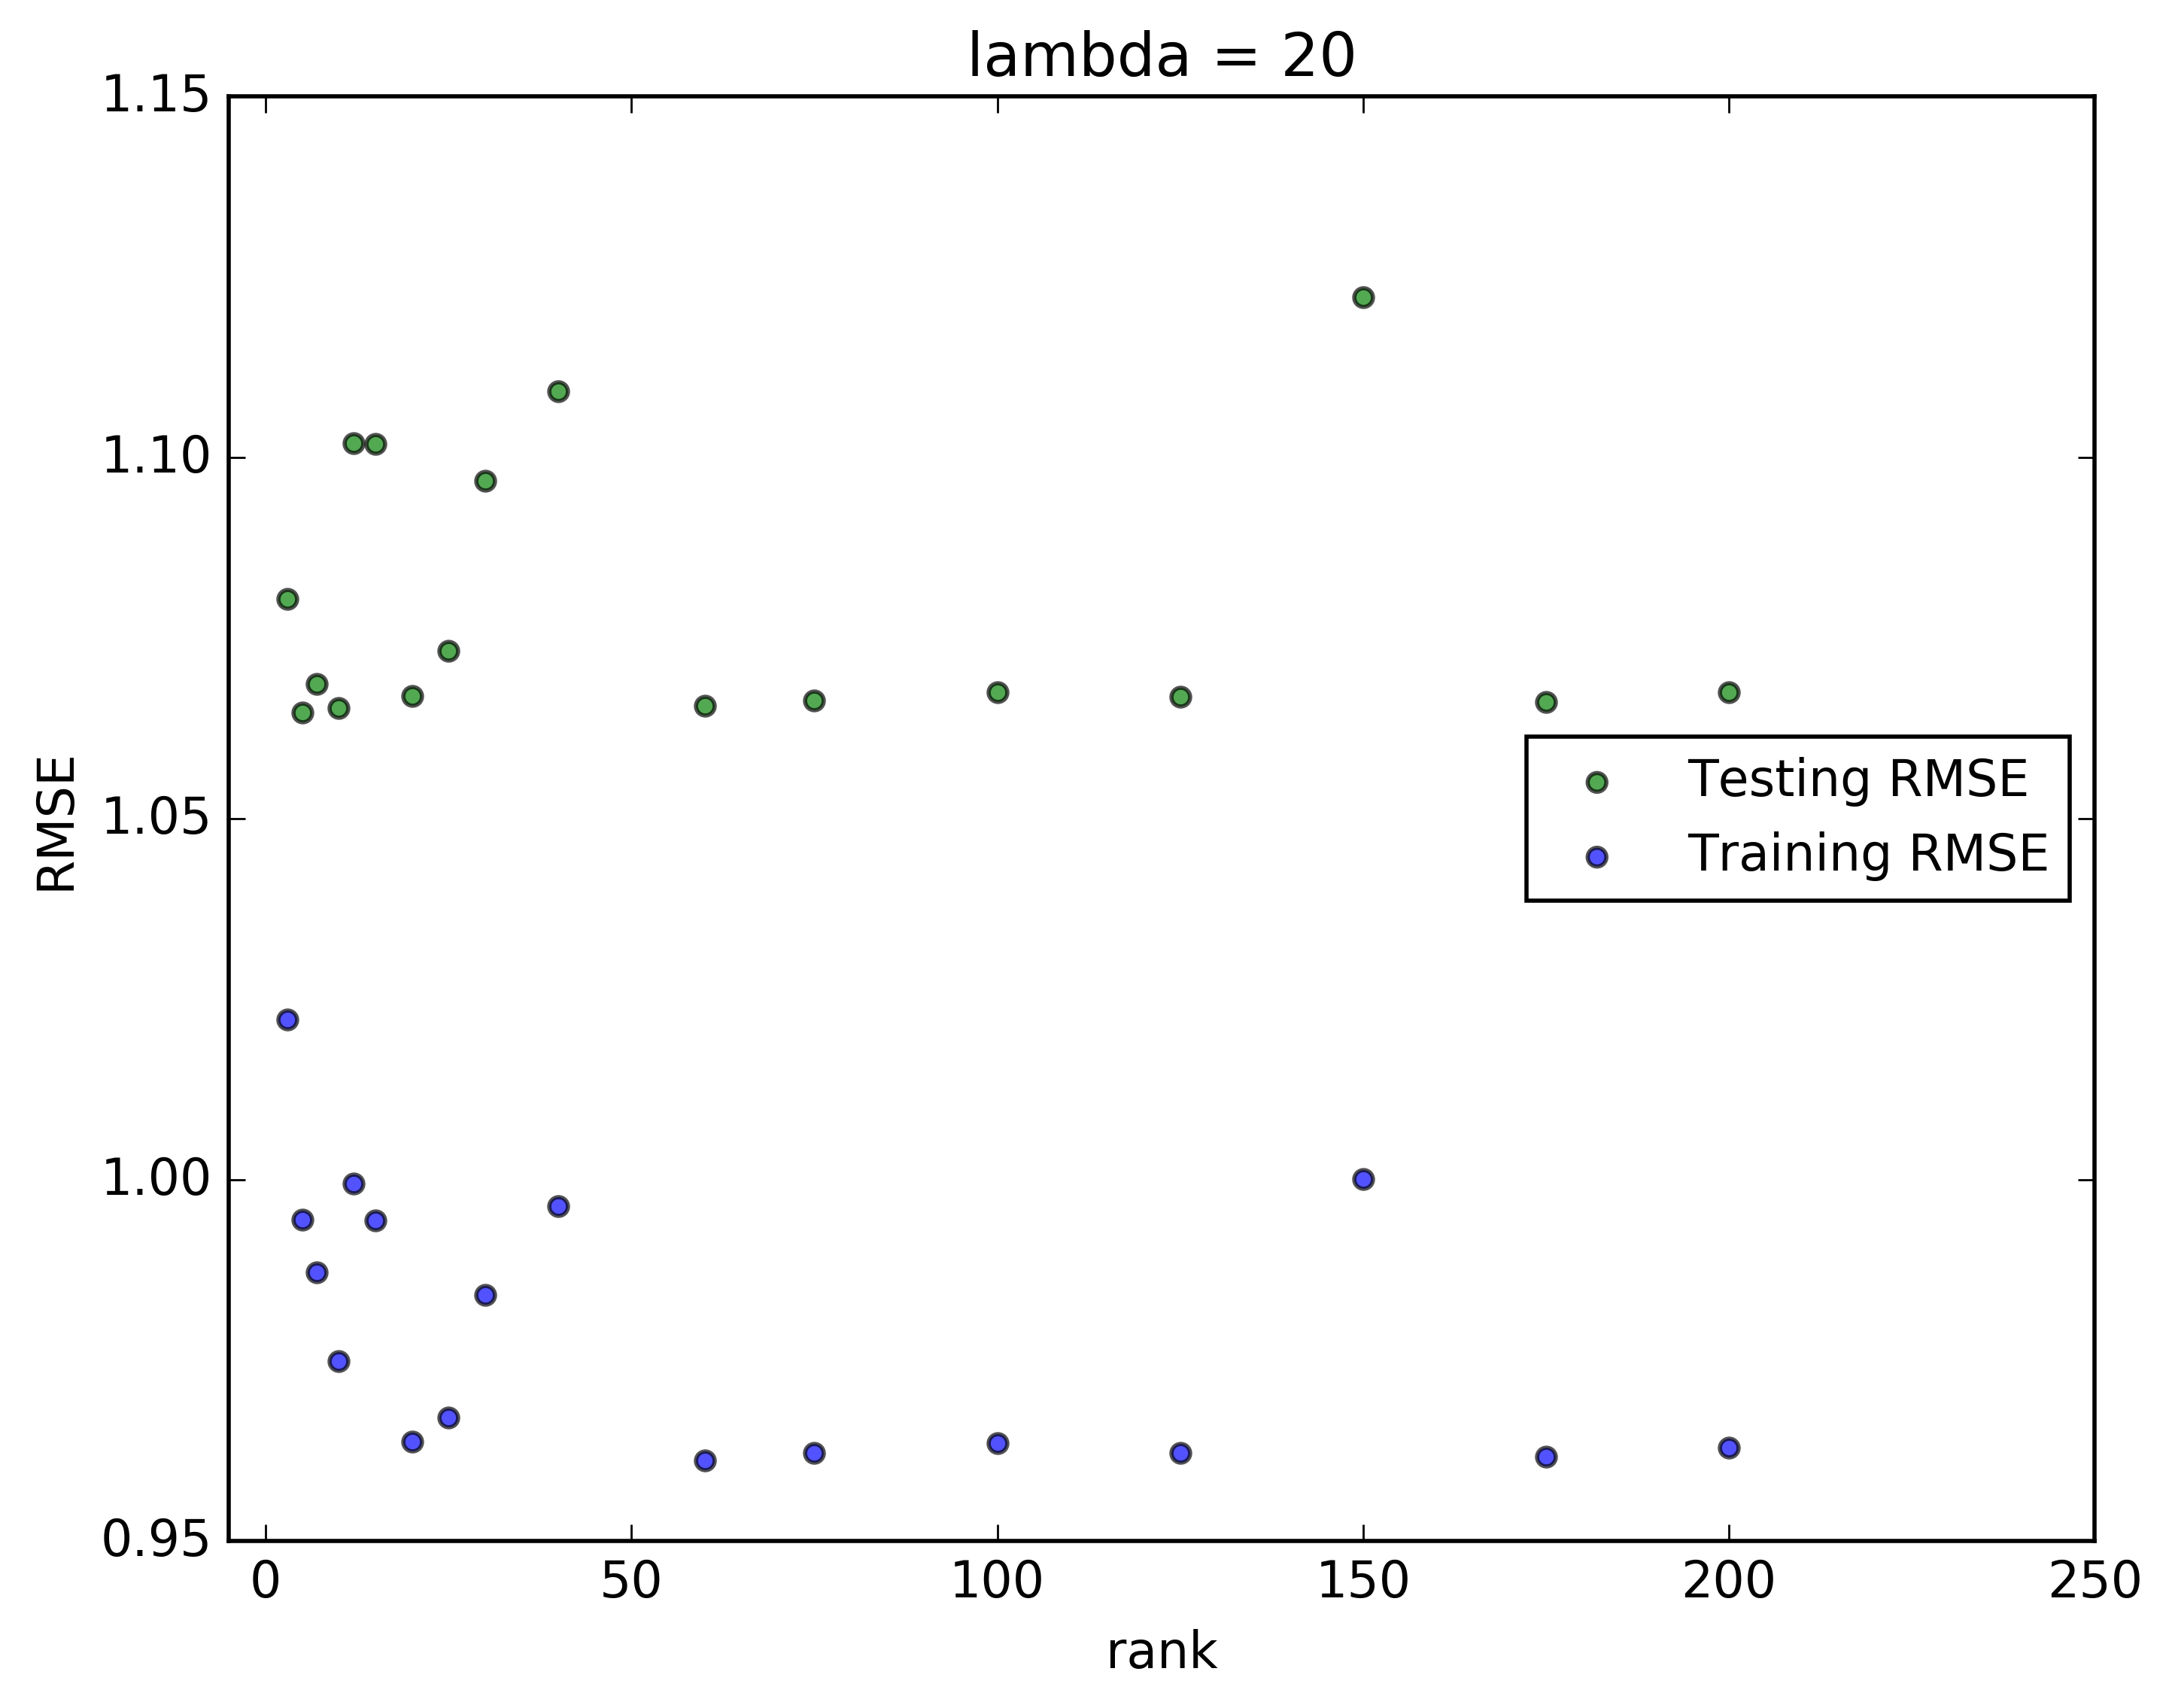 lambda = 20
1.15
1.10
1.05
1.00
0.95
RMSE
Testing RMSE
Training RMSE
0 50 100 150 200 250
rank